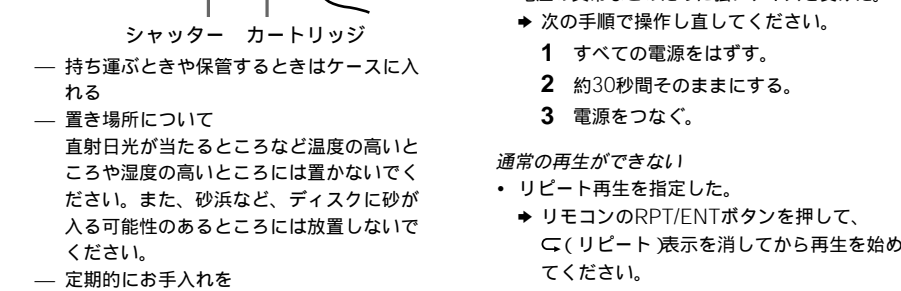 シャッター カートリッジ
— 持ち運ぶときや保管するときはケースに入
れる
— 置き場所について
直射日光が当たるところなど温度の高いと
ころや湿度の高いところには置かないでく
ださい。また、砂浜など、ディスクに砂が
入る可能性のあるところには放置しないで
ください。
— 定期的にお手入れを
➜ 次の手順で操作し直してください。
1 すべての電源をはずす。
2 約30秒間そのままにする。
3 電源をつなぐ。
通常の再生ができない
• リピート再生を指定した。
➜ リモコンのRPT/ENTボタンを押して、
(リピート)表示を消してから再生を始め
てください。